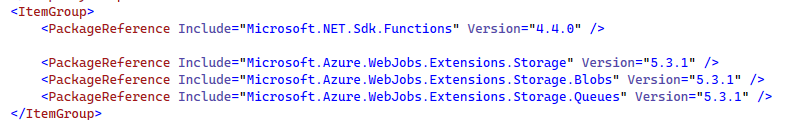 <ItemGroup>
<PackageReference Include="Microsoft.NET.Sdk.Functions" Version="4.4.0" />
<PackageReference Include="Microsoft.Azure.WebJobs.Extensions.Storage" Version="5.3.1" />
<PackageReference Include="Microsoft.Azure.WebJobs.Extensions.Storage.Blobs" Version="5.3.1" />
<PackageReference Include="Microsoft.Azure.WebJobs.Extensions.Storage.Queues" Version="5.3.1" />
</ItemGroup>